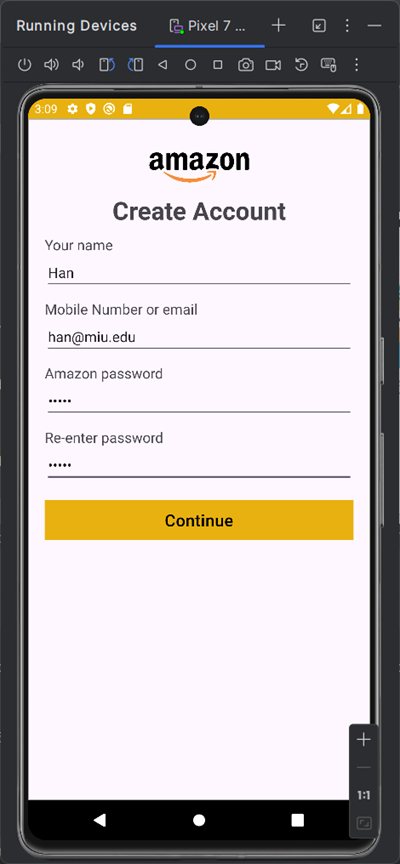 Running Devices
Pixel 7 ...
3:09
amazon
Create Account
Your name
Han
Mobile Number or email
han@miu.edu
Amazon password
•••••
Re-enter password
•••••
Continue
1:1